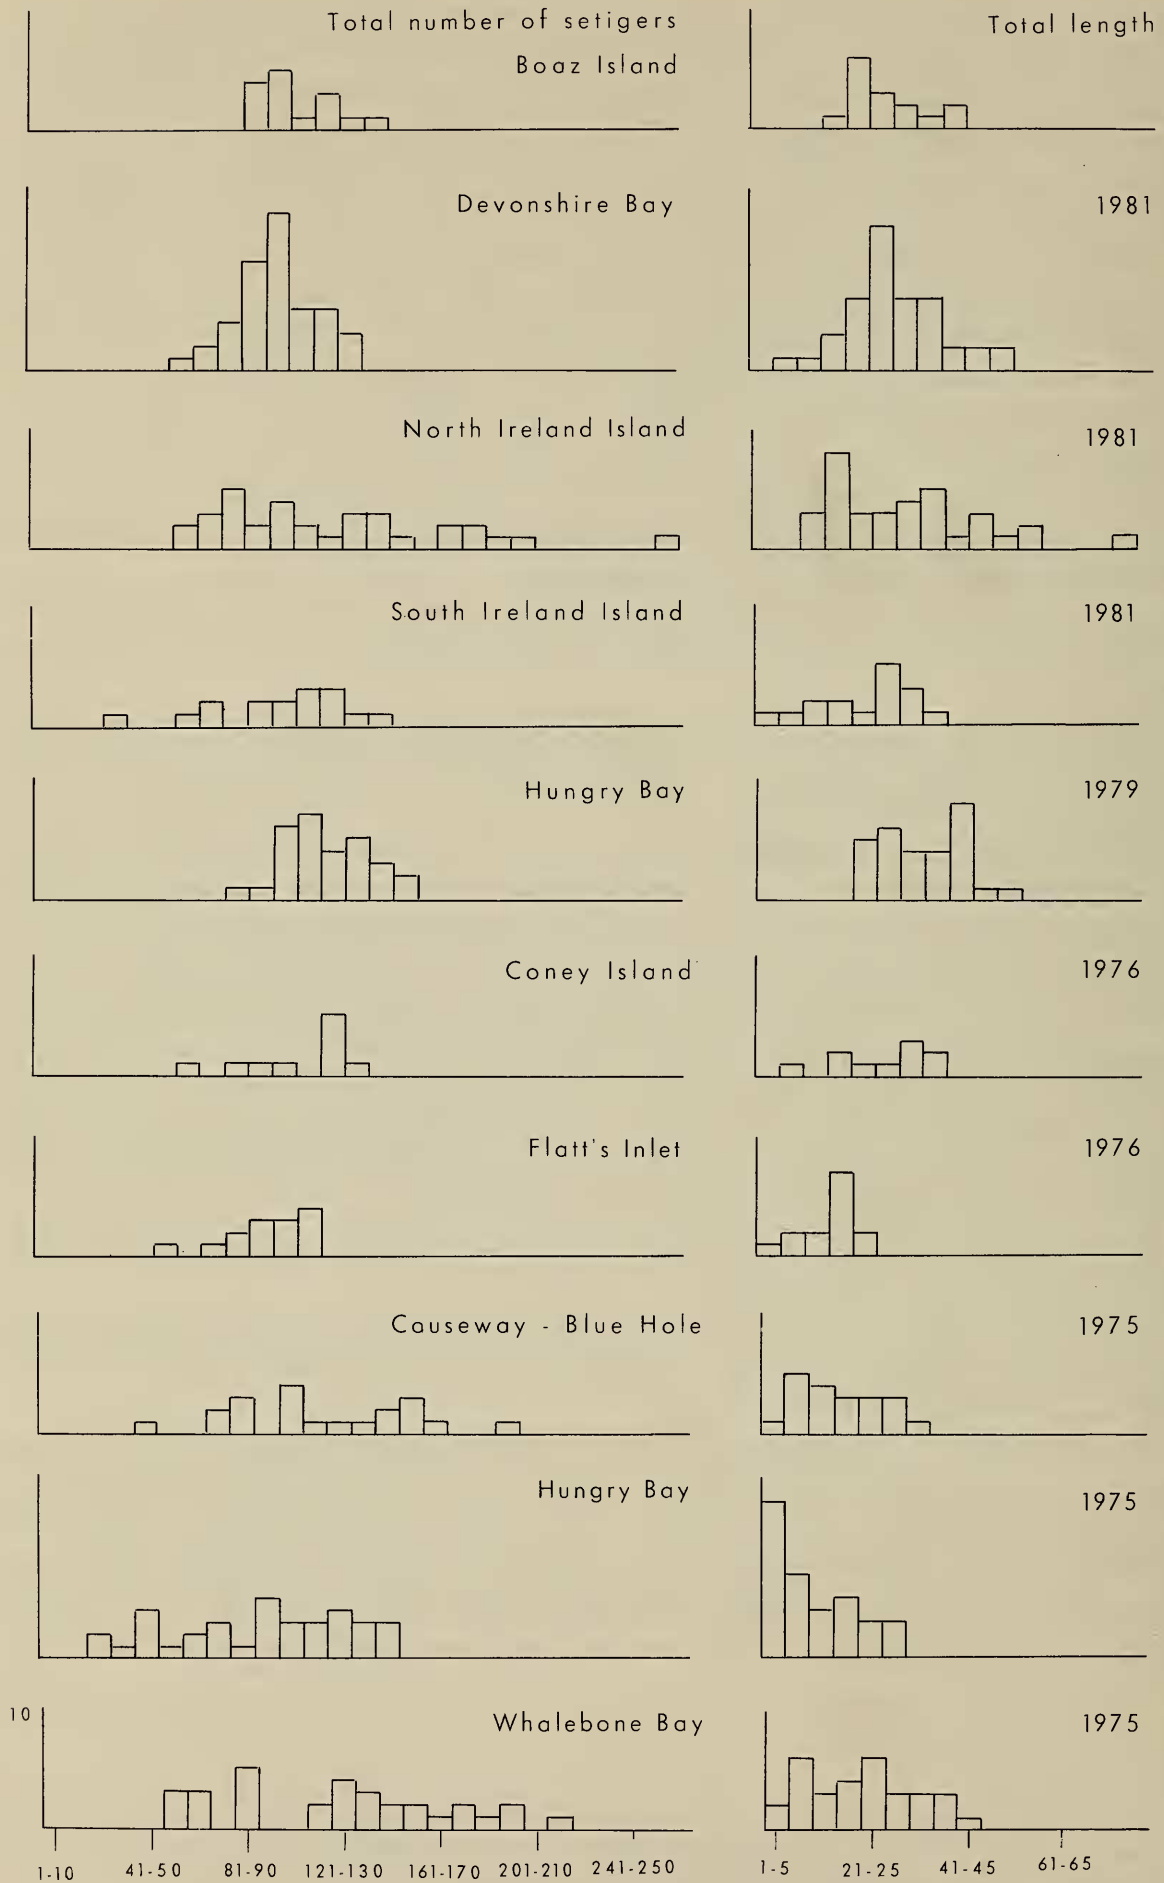 Total number of setigers
Total length
Boaz Island
Devonshire Bay
1981
North Ireland Island
1981
South Ireland Island
1981
Hungry Bay
1979
Coney Island
1976
Flatt's Inlet
1976
Causeway - Blue Hole
1975
Hungry Bay
1975
10
Whalebone Bay
1975
1-10 41-50 81-90 121-130 161-170 201-210 241-250
1-5 21-25 41-45 61-65